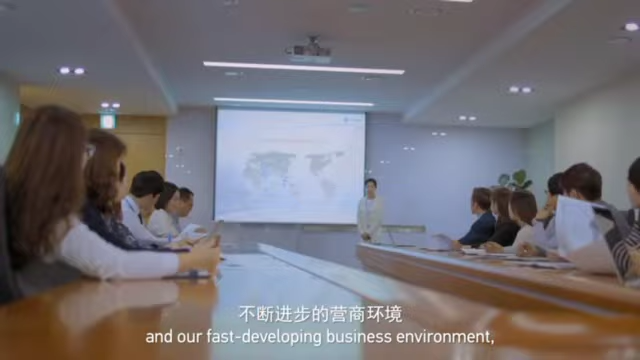 不断进步的营商环境
and our fast-developing business environment,